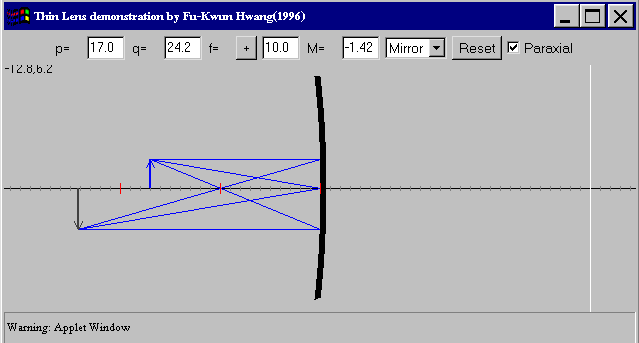 Thin Lens demonstration by Fu-Kwun Hwang(1996)
p= 17.0 q= 24.2 f= + 10.0 M= -1.42 Mirror Reset Paraxial
-12.8,6.2
Warning: Applet Window